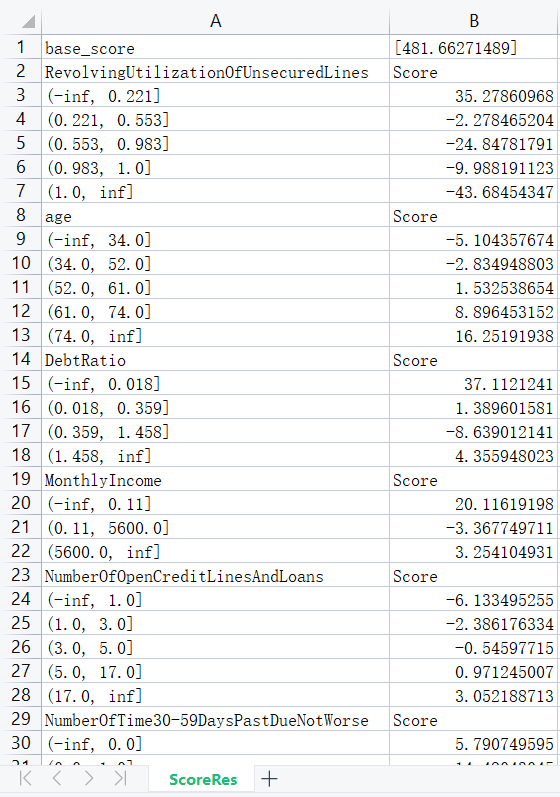 A B
1 base_score [481.66271489]
2 RevolvingUtilizationOfUnsecuredLines Score
3 (-inf, 0.221] 35.27860968
4 (0.221, 0.553] -2.278465204
5 (0.553, 0.983] -24.84781791
6 (0.983, 1.0] -9.988191123
7 (1.0, inf] -43.68454347
8 age Score
9 (-inf, 34.0] -5.104357674
10 (34.0, 52.0] -2.834948803
11 (52.0, 61.0] 1.532538654
12 (61.0, 74.0] 8.896453152
13 (74.0, inf] 16.25191938
14 DebtRatio Score
15 (-inf, 0.018] 37.1121241
16 (0.018, 0.359] 1.389601581
17 (0.359, 1.458] -8.639012141
18 (1.458, inf] 4.355948023
19 MonthlyIncome Score
20 (-inf, 0.11] 20.11619198
21 (0.11, 5600.0] -3.367749711
22 (5600.0, inf] 3.254104931
23 NumberOfOpenCreditLinesAndLoans Score
24 (-inf, 1.0] -6.133495255
25 (1.0, 3.0] -2.386176334
26 (3.0, 5.0] -0.54597715
27 (5.0, 17.0] 0.971245007
28 (17.0, inf] 3.052188713
29 NumberOfTime30-59DaysPastDueNotWorse Score
30 (-inf, 0.0] 5.790749595
ScoreRes